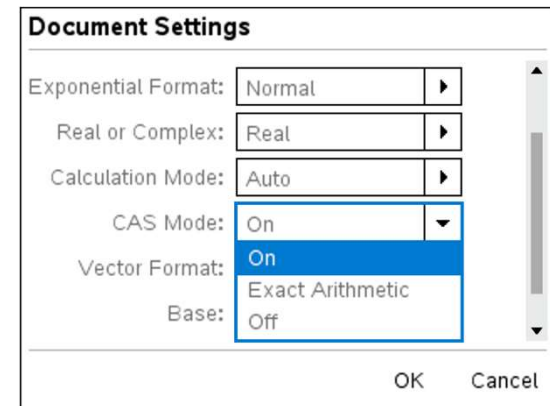 Document Settings
Exponential Format: Normal
Real or Complex: Real
Calculation Mode: Auto
CAS Mode: On
On
Vector Format:
Exact Arithmetic
Base:
Off
OK Cancel